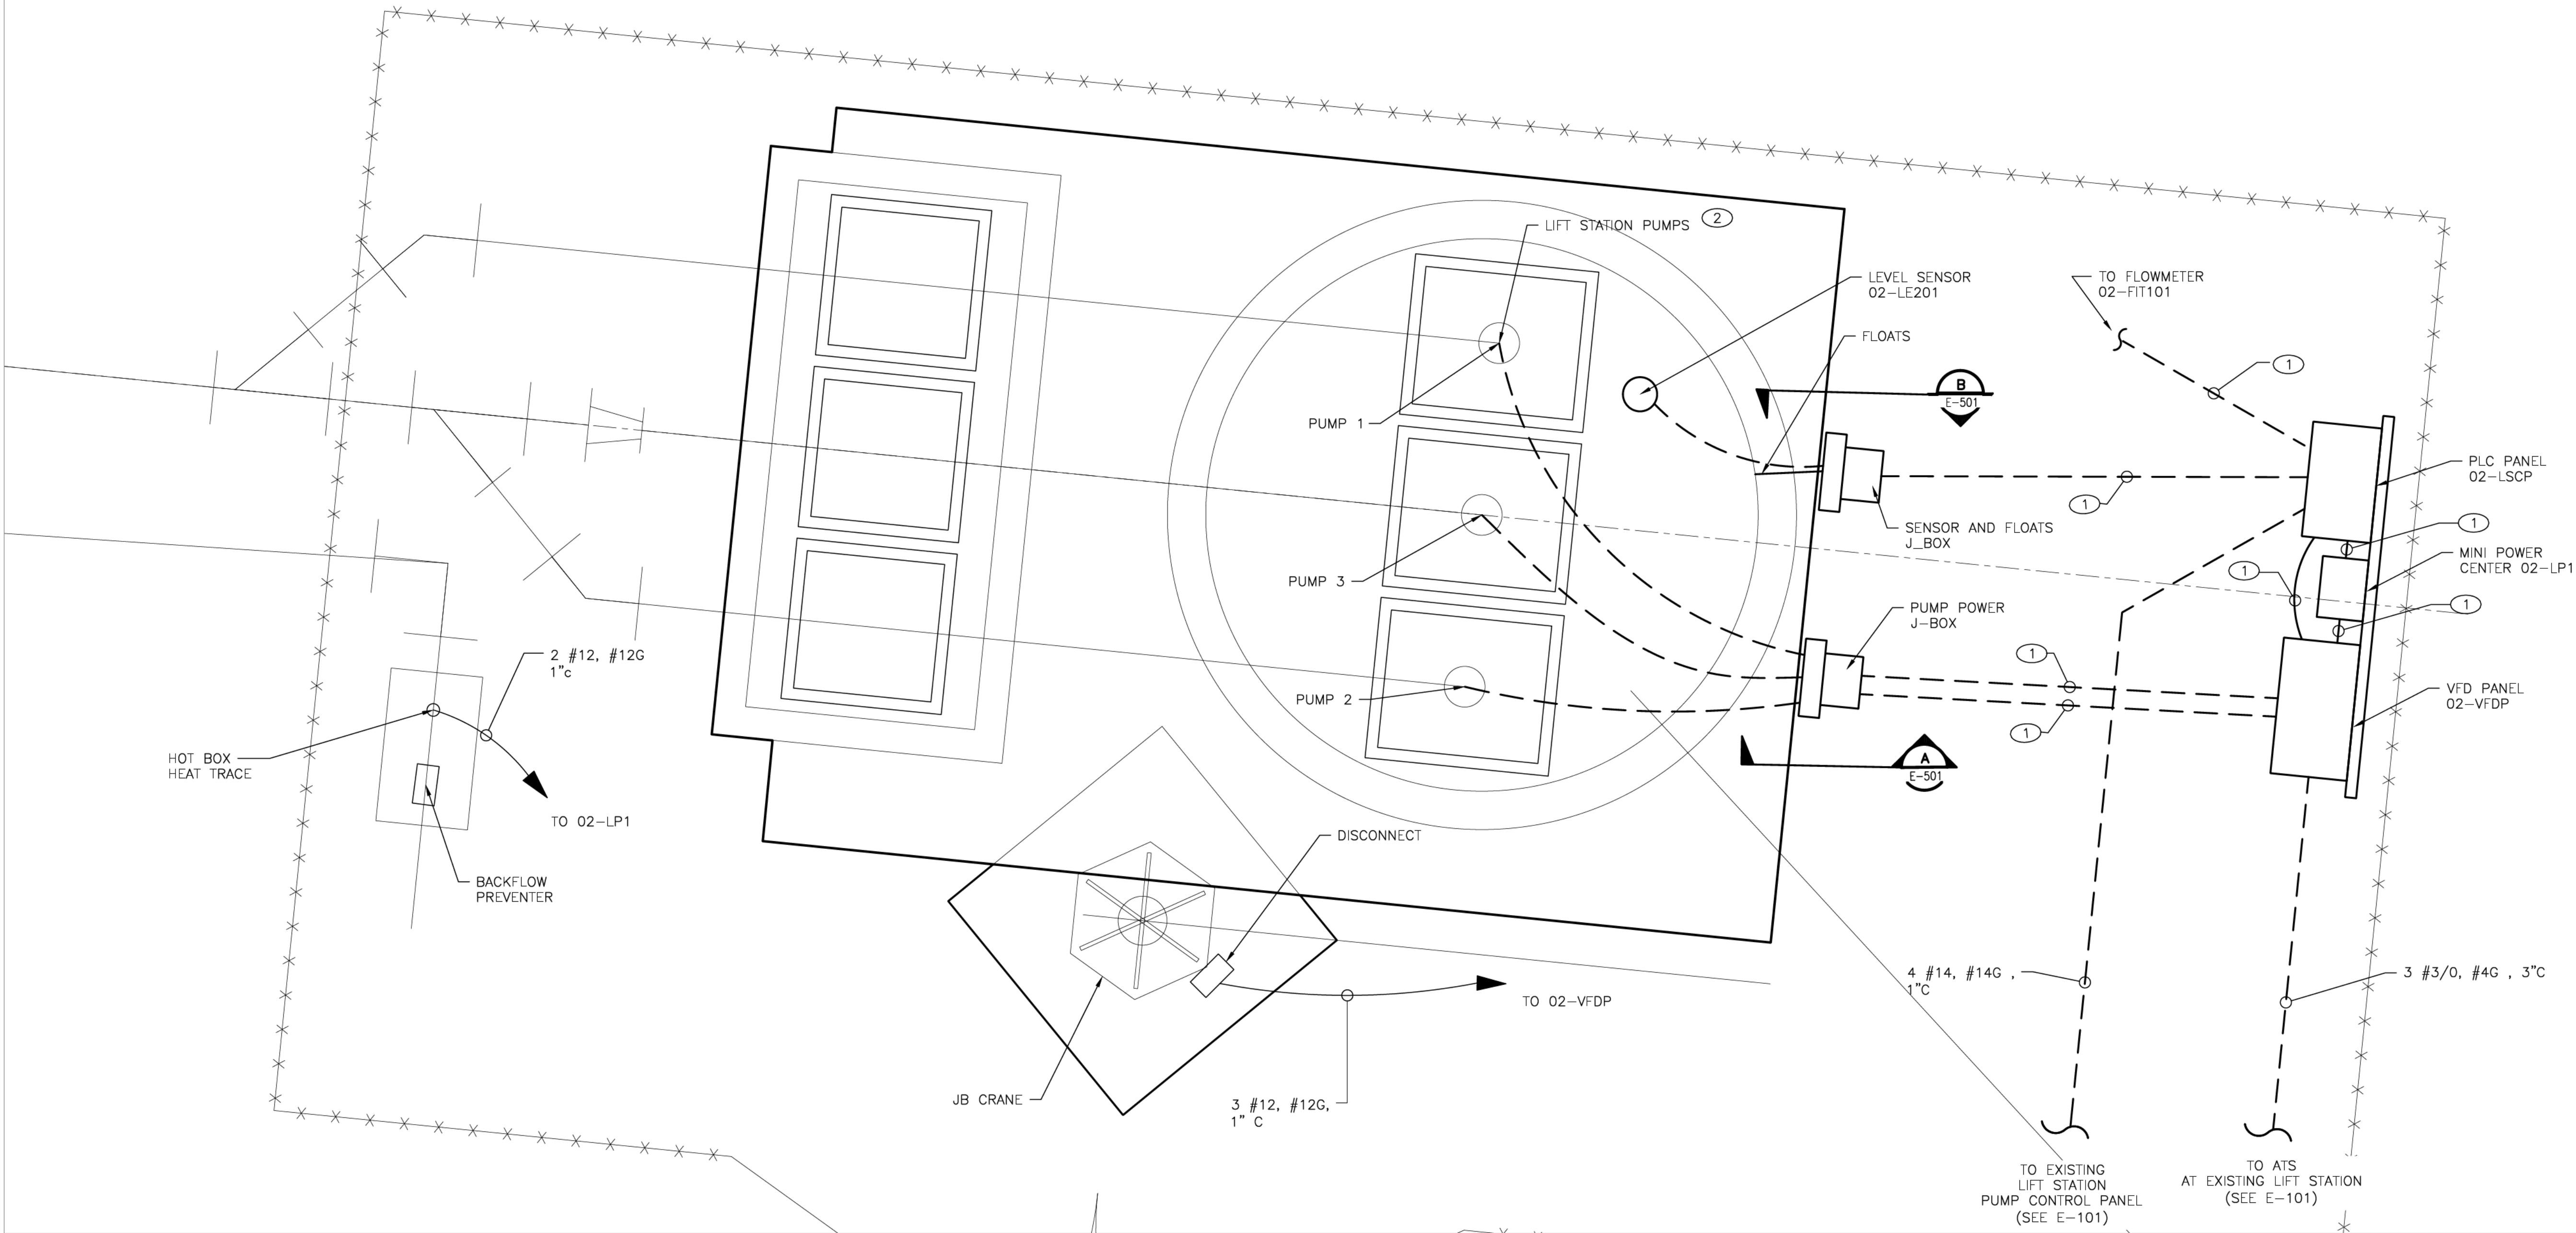 LIFT STATION PUMPS
2
LEVEL SENSOR
02-LE201
TO FLOWMETER
02-FIT101
FLOATS
1
B
E-501
PUMP 1
PLC PANEL
02-LSCP
1
SENSOR AND FLOATS
J_BOX
1
MINI POWER
CENTER 02-LP1
PUMP 3
1
PUMP POWER
J-BOX
1
2 #12, #12G
1"c
1
PUMP 2
VFD PANEL
02-VFDP
1
HOT BOX
HEAT TRACE
A
E-501
TO 02-LP1
DISCONNECT
BACKFLOW
PREVENTER
4 #14, #14G ,
1"C
3 #3/0, #4G , 3"C
TO 02-VFDP
JB CRANE
3 #12, #12G,
1" C
TO EXISTING
LIFT STATION
PUMP CONTROL PANEL
(SEE E-101)
TO ATS
AT EXISTING LIFT STATION
(SEE E-101)